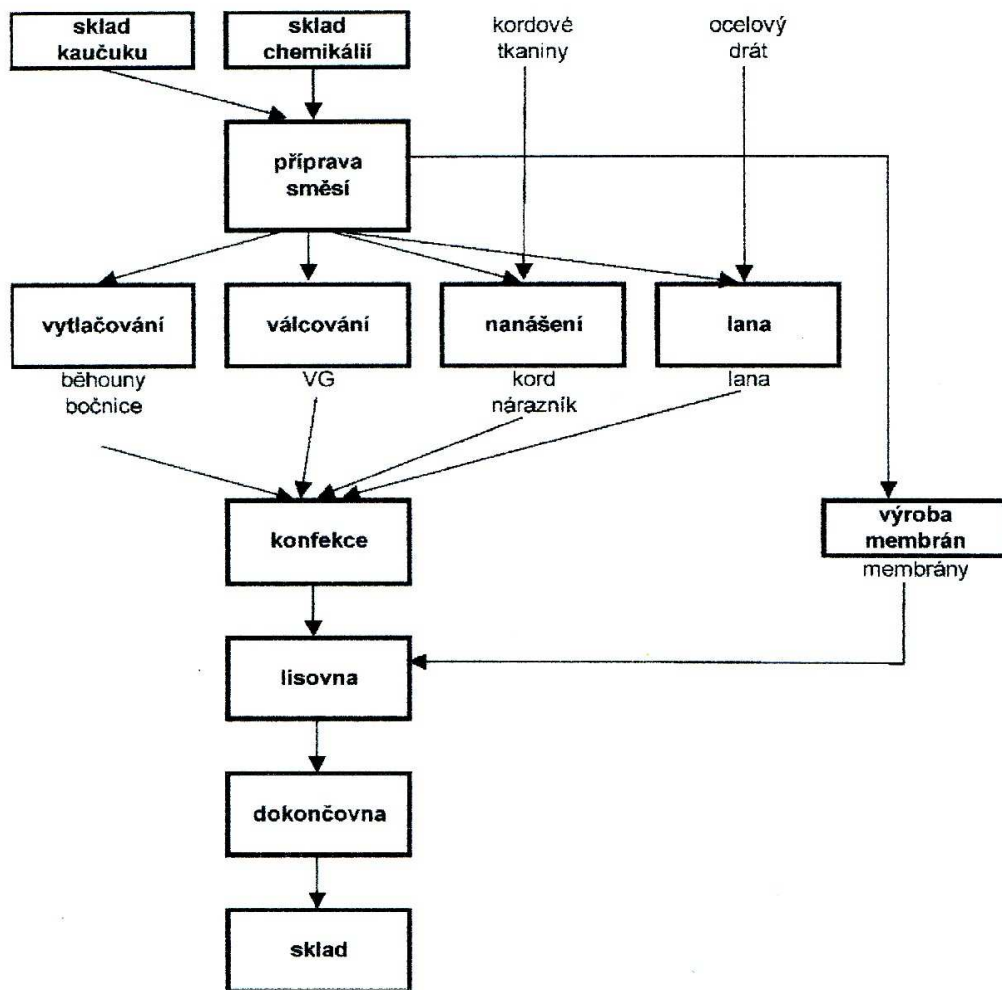 sklad
kaučuku
sklad
chemikálií
kordové
tkaniny
ocelový
drát
příprava
směsí
vytlačování
válcování
nanášení
lana
běhouny
bočnice
VG
kord
nárazník
lana
konfekce
výroba
membrán
membrány
lisovna
dokončovna
sklad